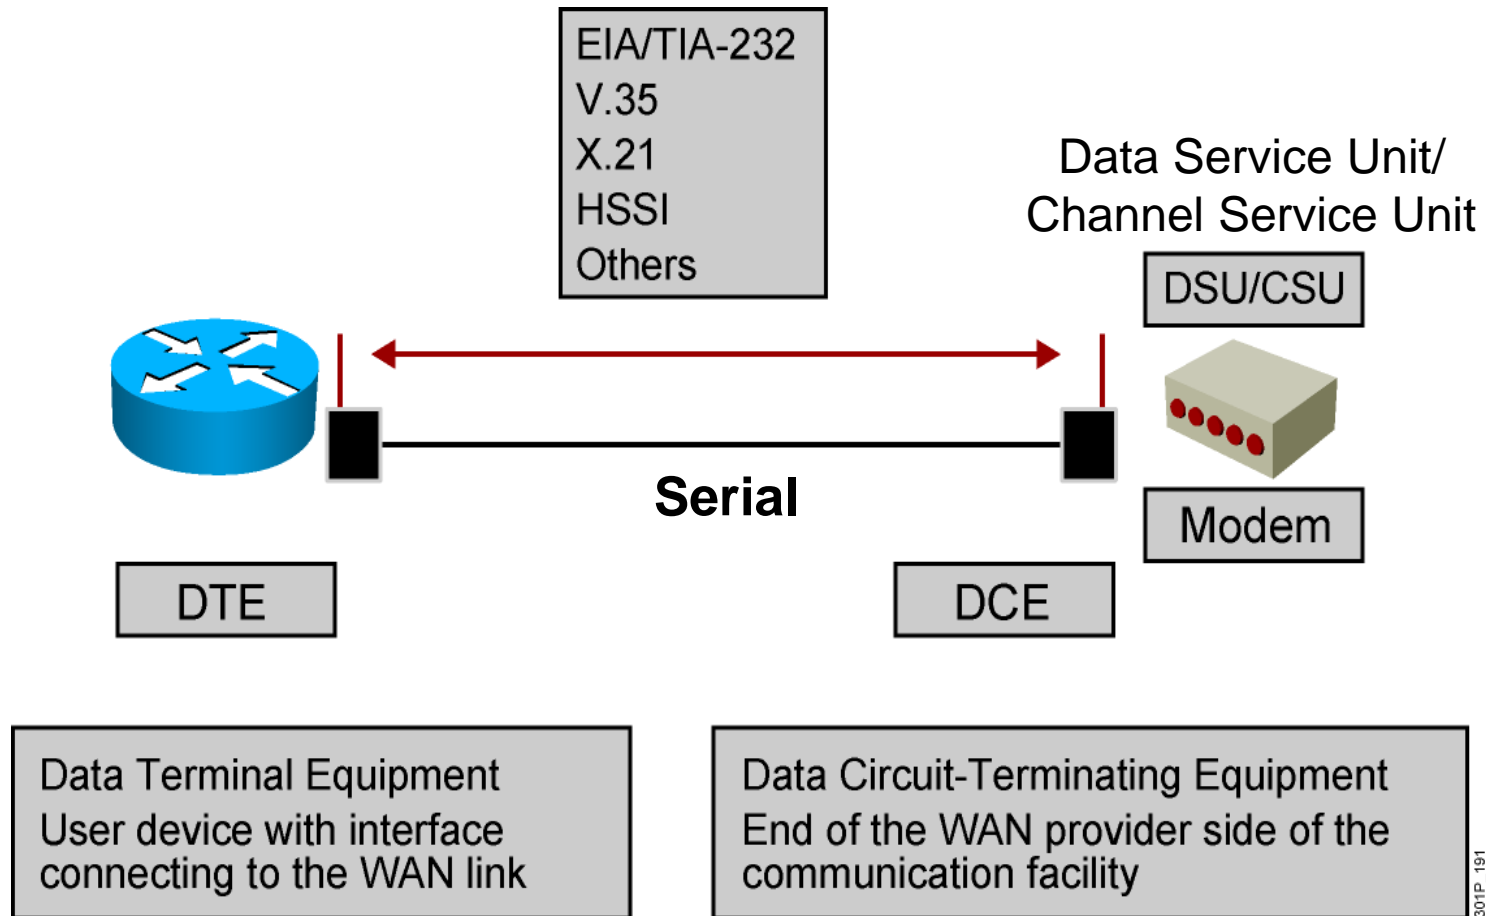 EIA/TIA-232
V.35
X.21
HSSI
Others
Data Service Unit/
Channel Service Unit
DSU/CSU
Serial
Modem
DTE
DCE
Data Terminal Equipment
User device with interface
connecting to the WAN link
Data Circuit-Terminating Equipment
End of the WAN provider side of the
communication facility
301P_191